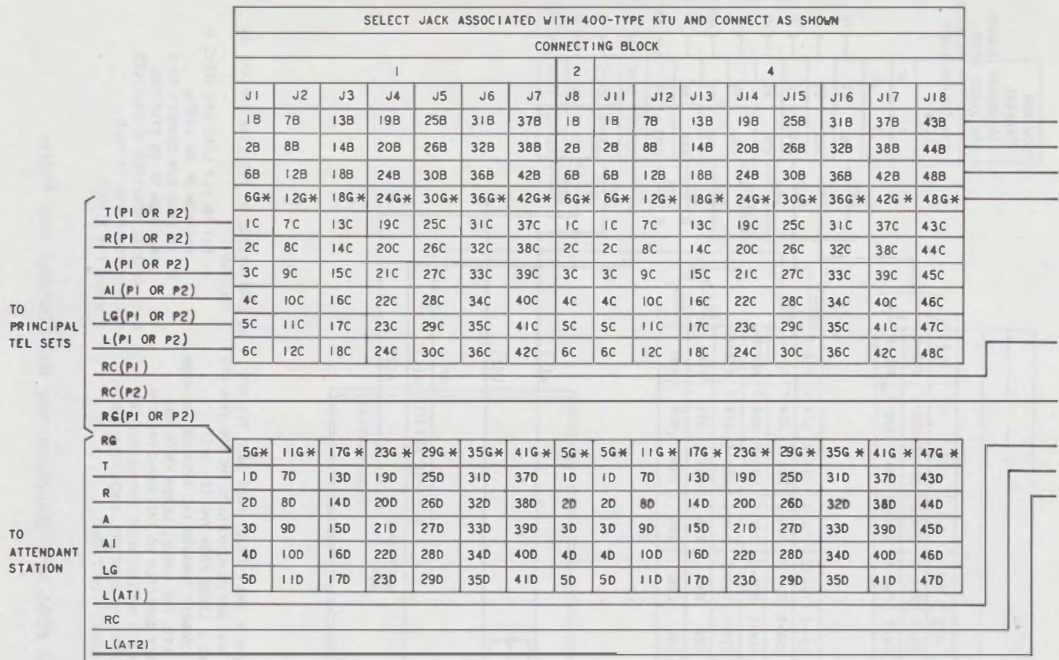 SELECT JACK ASSOCIATED WITH 400-TYPE KTU AND CONNECT AS SHOWN
CONNECTING BLOCK
1 2 4
J1 J2 J3 J4 J5 J6 J7 J8 J11 J12 J13 J14 J15 J16 J17 J18
1B 7B 13B 19B 25B 31B 37B 1B 1B 7B 13B 19B 25B 31B 37B 43B
2B 8B 14B 20B 26B 32B 38B 2B 2B 8B 14B 20B 26B 32B 38B 44B
6B 12B 18B 24B 30B 36B 42B 6B 6B 12B 18B 24B 30B 36B 42B 48B
6G* 12G* 18G* 24G* 30G* 36G* 42G* 6G* 6G* 12G* 18G* 24G* 30G* 36G* 42G* 48G*
T(P1 OR P2) 1C 7C 13C 19C 25C 31C 37C 1C 1C 7C 13C 19C 25C 31C 37C 43C
R(P1 OR P2) 2C 8C 14C 20C 26C 32C 38C 2C 2C 8C 14C 20C 26C 32C 38C 44C
A(P1 OR P2) 3C 9C 15C 21C 27C 33C 39C 3C 3C 9C 15C 21C 27C 33C 39C 45C
A1(P1 OR P2) 4C 10C 16C 22C 28C 34C 40C 4C 4C 10C 16C 22C 28C 34C 40C 46C
LG(P1 OR P2) 5C 11C 17C 23C 29C 35C 41C 5C 5C 11C 17C 23C 29C 35C 41C 47C
L(P1 OR P2) 6C 12C 18C 24C 30C 36C 42C 6C 6C 12C 18C 24C 30C 36C 42C 48C
TO
PRINCIPAL
TEL SETS
RC(P1)
RC(P2)
RG(P1 OR P2)
RG 5G* 11G* 17G* 23G* 29G* 35G* 41G* 5G* 5G* 11G* 17G* 23G* 29G* 35G* 41G* 47G*
T 1D 7D 13D 19D 25D 31D 37D 1D 1D 7D 13D 19D 25D 31D 37D 43D
R 2D 8D 14D 20D 26D 32D 38D 2D 2D 8D 14D 20D 26D 32D 38D 44D
A 3D 9D 15D 21D 27D 33D 39D 3D 3D 9D 15D 21D 27D 33D 39D 45D
A1 4D 10D 16D 22D 28D 34D 40D 4D 4D 10D 16D 22D 28D 34D 40D 46D
LG 5D 11D 17D 23D 29D 35D 41D 5D 5D 11D 17D 23D 29D 35D 41D 47D
TO
ATTENDANT
STATION
L(AT1)
RC
L(AT2)